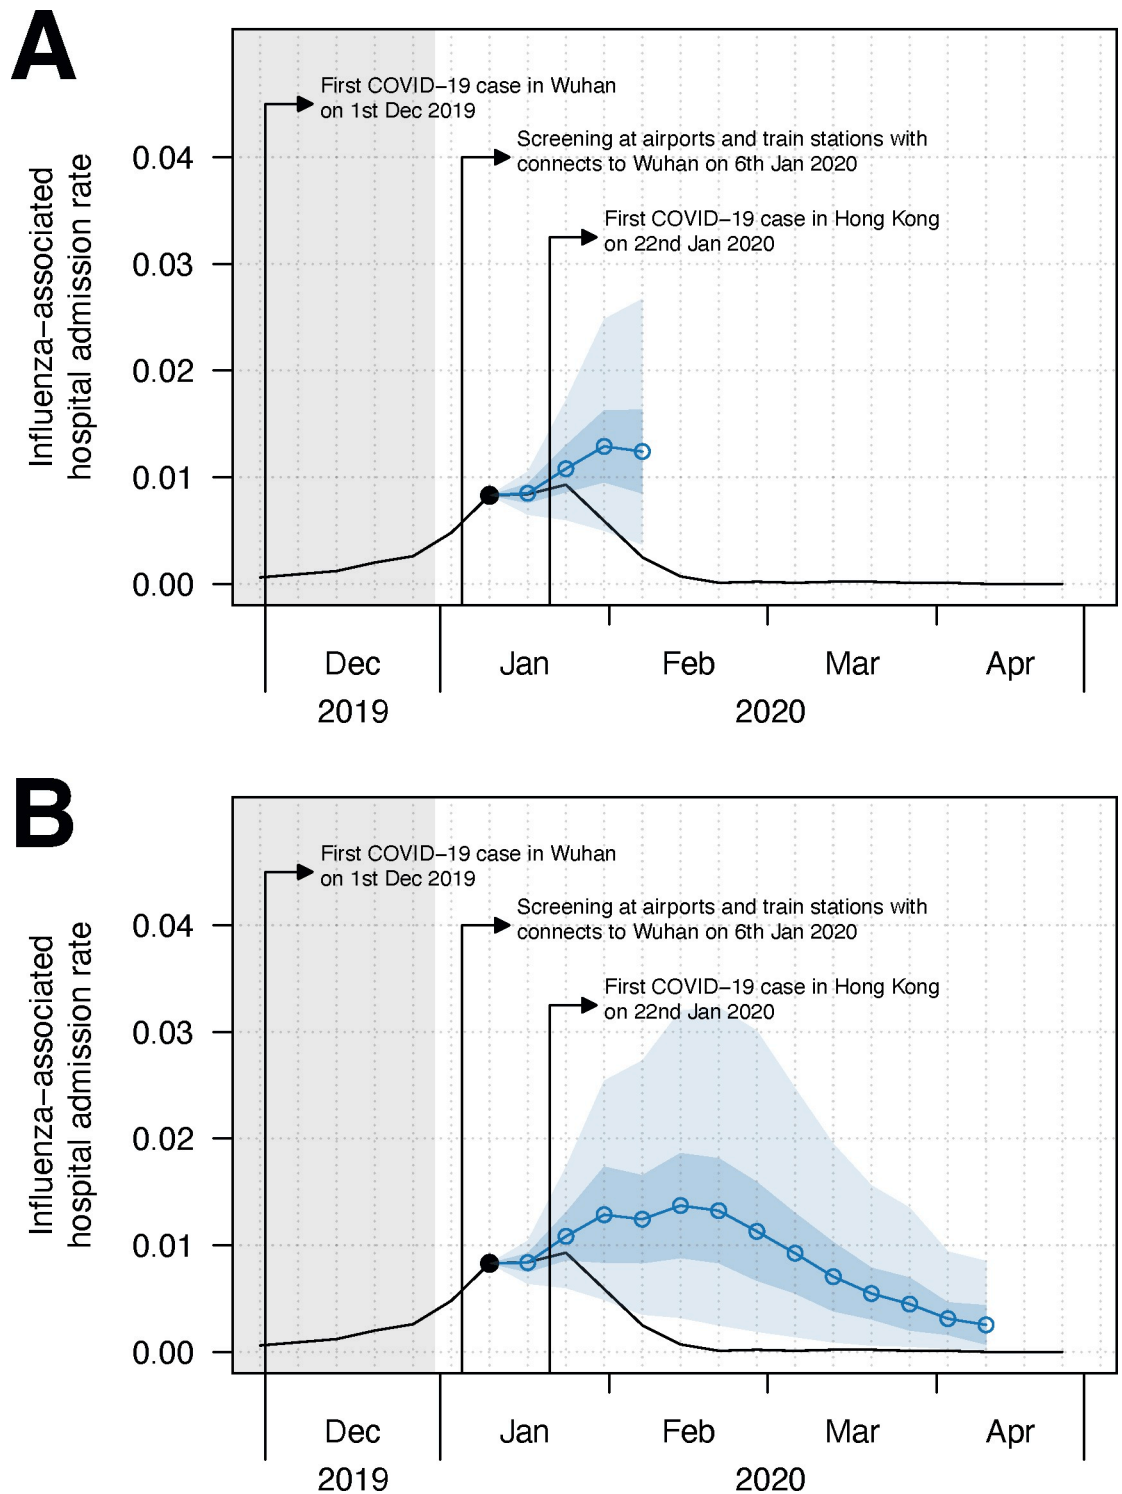 A
First COVID−19 case in Wuhan
on 1st Dec 2019
Screening at airports and train stations with
connects to Wuhan on 6th Jan 2020
First COVID−19 case in Hong Kong
on 22nd Jan 2020
Influenza−associated
hospital admission rate
0.04
0.03
0.02
0.01
0.00
Dec Jan Feb Mar Apr
2019 2020
B
First COVID−19 case in Wuhan
on 1st Dec 2019
Screening at airports and train stations with
connects to Wuhan on 6th Jan 2020
First COVID−19 case in Hong Kong
on 22nd Jan 2020
Influenza−associated
hospital admission rate
0.04
0.03
0.02
0.01
0.00
Dec Jan Feb Mar Apr
2019 2020